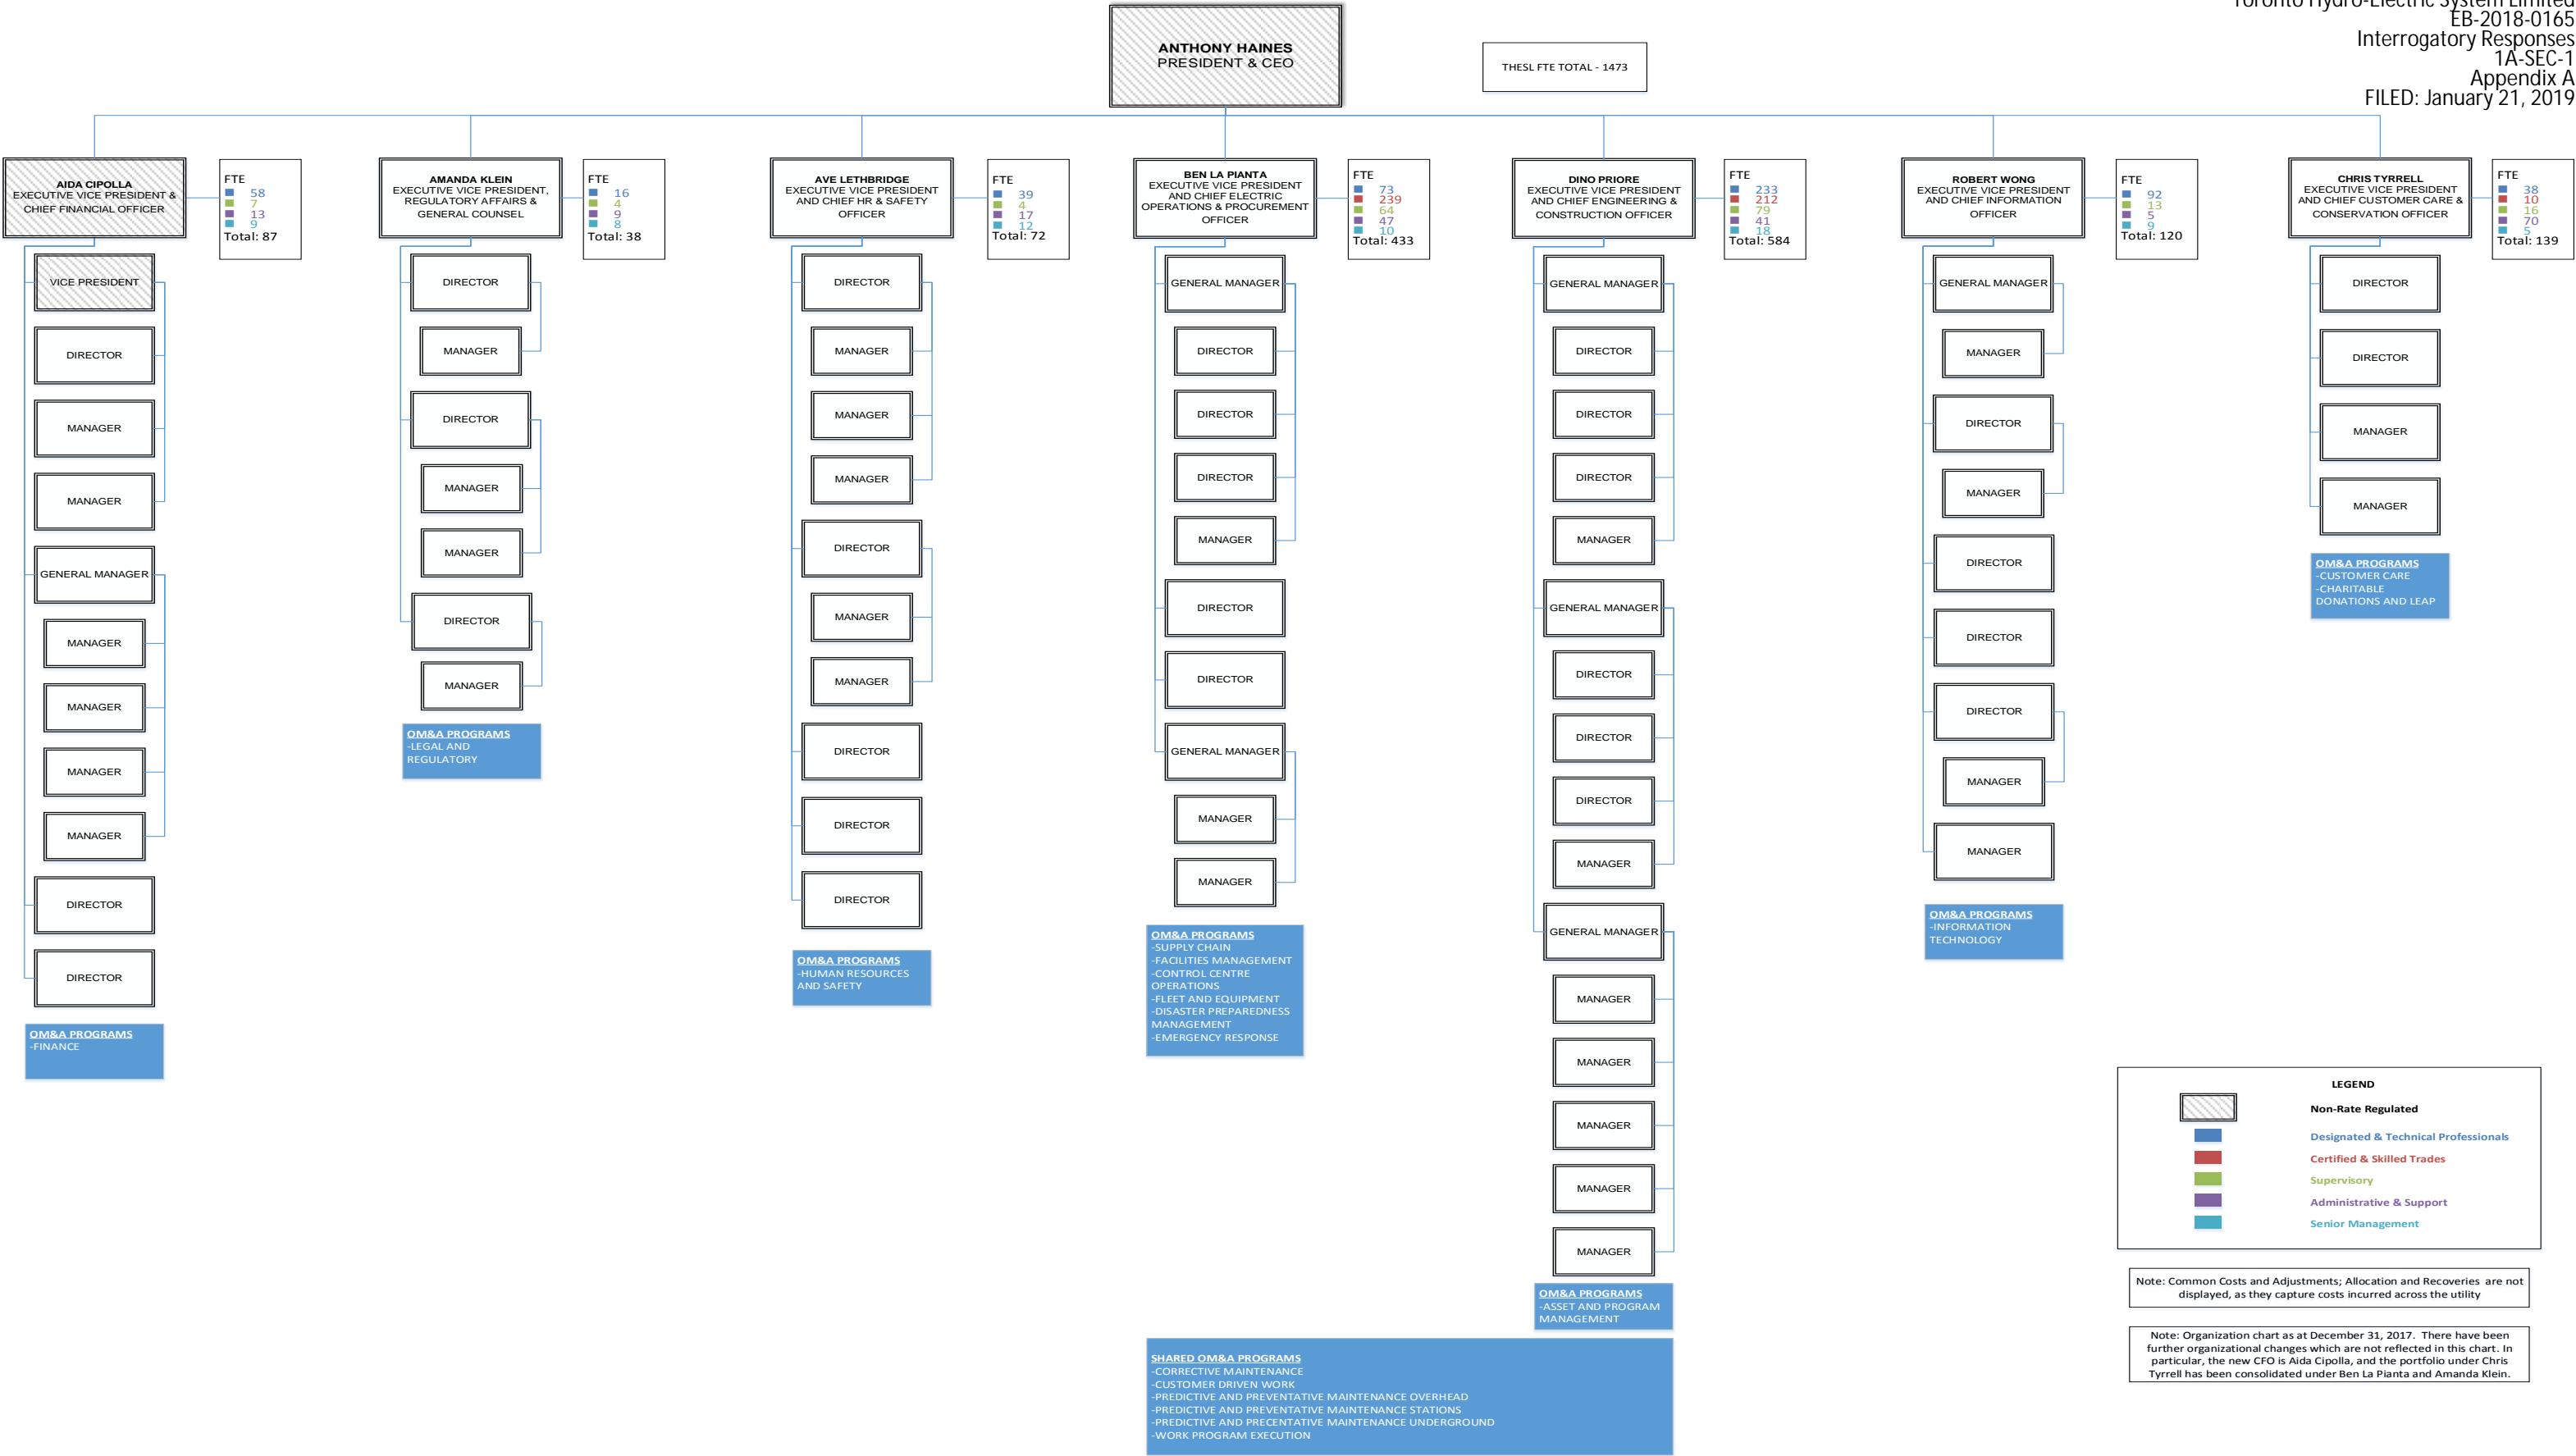 Toronto Hydro-Electric System Limited
EB-2018-0165
Interrogatory Responses
1A-SEC-1
Appendix A
FILED: January 21, 2019
ANTHONY HAINES
PRESIDENT & CEO
THESL FTE TOTAL - 1473
AIDA CIPOLLA
EXECUTIVE VICE PRESIDENT &
CHIEF FINANCIAL OFFICER
FTE
58
7
13
9
Total: 87
VICE PRESIDENT
DIRECTOR
MANAGER
MANAGER
GENERAL MANAGER
MANAGER
MANAGER
MANAGER
MANAGER
DIRECTOR
DIRECTOR
OM&A PROGRAMS
-FINANCE
AMANDA KLEIN
EXECUTIVE VICE PRESIDENT,
REGULATORY AFFAIRS &
GENERAL COUNSEL
FTE
16
4
9
8
Total: 38
DIRECTOR
MANAGER
DIRECTOR
MANAGER
MANAGER
DIRECTOR
MANAGER
OM&A PROGRAMS
-LEGAL AND
REGULATORY
AVE LETHBRIDGE
EXECUTIVE VICE PRESIDENT
AND CHIEF HR & SAFETY
OFFICER
FTE
39
4
17
12
Total: 72
DIRECTOR
MANAGER
MANAGER
MANAGER
DIRECTOR
MANAGER
MANAGER
DIRECTOR
DIRECTOR
DIRECTOR
OM&A PROGRAMS
-HUMAN RESOURCES
AND SAFETY
BEN LA PIANTA
EXECUTIVE VICE PRESIDENT
AND CHIEF ELECTRIC
OPERATIONS & PROCUREMENT
OFFICER
FTE
73
239
64
47
10
Total: 433
GENERAL MANAGER
DIRECTOR
DIRECTOR
DIRECTOR
MANAGER
DIRECTOR
DIRECTOR
GENERAL MANAGER
MANAGER
MANAGER
OM&A PROGRAMS
-SUPPLY CHAIN
-FACILITIES MANAGEMENT
-CONTROL CENTRE
OPERATIONS
-FLEET AND EQUIPMENT
-DISASTER PREPAREDNESS
MANAGEMENT
-EMERGENCY RESPONSE
DINO PRIORE
EXECUTIVE VICE PRESIDENT
AND CHIEF ENGINEERING &
CONSTRUCTION OFFICER
FTE
233
212
79
41
18
Total: 584
GENERAL MANAGER
DIRECTOR
DIRECTOR
DIRECTOR
MANAGER
GENERAL MANAGER
DIRECTOR
DIRECTOR
DIRECTOR
MANAGER
GENERAL MANAGER
MANAGER
MANAGER
MANAGER
MANAGER
MANAGER
OM&A PROGRAMS
-ASSET AND PROGRAM
MANAGEMENT
SHARED OM&A PROGRAMS
-CORRECTIVE MAINTENANCE
-CUSTOMER DRIVEN WORK
-PREDICTIVE AND PREVENTATIVE MAINTENANCE OVERHEAD
-PREDICTIVE AND PREVENTATIVE MAINTENANCE STATIONS
-PREDICTIVE AND PRECENTATIVE MAINTENANCE UNDERGROUND
-WORK PROGRAM EXECUTION
ROBERT WONG
EXECUTIVE VICE PRESIDENT
AND CHIEF INFORMATION
OFFICER
FTE
92
13
5
9
Total: 120
GENERAL MANAGER
MANAGER
DIRECTOR
MANAGER
DIRECTOR
DIRECTOR
DIRECTOR
MANAGER
MANAGER
OM&A PROGRAMS
-INFORMATION
TECHNOLOGY
CHRIS TYRRELL
EXECUTIVE VICE PRESIDENT
AND CHIEF CUSTOMER CARE &
CONSERVATION OFFICER
FTE
38
10
16
70
5
Total: 139
DIRECTOR
DIRECTOR
MANAGER
MANAGER
OM&A PROGRAMS
-CUSTOMER CARE
-CHARITABLE
DONATIONS AND LEAP
LEGEND
Non-Rate Regulated
Designated & Technical Professionals
Certified & Skilled Trades
Supervisory
Administrative & Support
Senior Management
Note: Common Costs and Adjustments; Allocation and Recoveries are not
displayed, as they capture costs incurred across the utility
Note: Organization chart as at December 31, 2017. There have been
further organizational changes which are not reflected in this chart. In
particular, the new CFO is Aida Cipolla, and the portfolio under Chris
Tyrrell has been consolidated under Ben La Pianta and Amanda Klein.